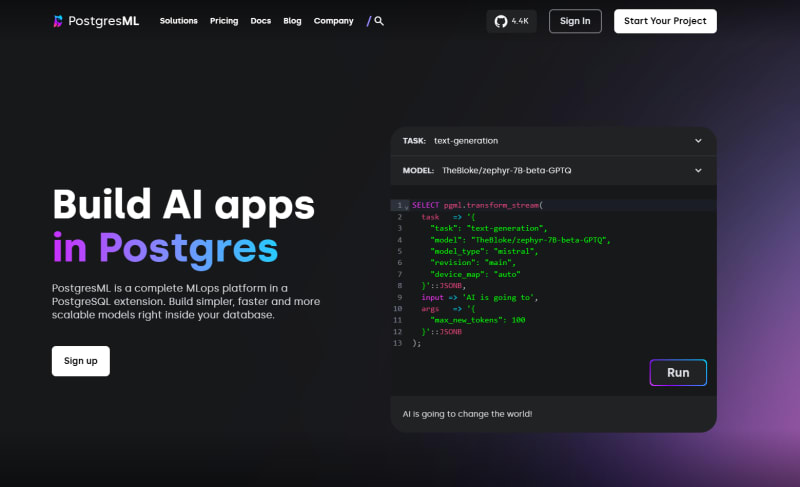 PostgresML
Solutions
Pricing
Docs
Blog
Company
/
4.4K
Sign In
Start Your Project
Build AI apps
in Postgres
PostgresML is a complete MLops platform in a
PostgreSQL extension. Build simpler, faster and more
scalable models right inside your database.
Sign up
TASK: text-generation
MODEL: TheBloke/zephyr-7B-beta-GPTQ
1 SELECT pgml.transform_stream(
2 task => '{
3 "task": "text-generation",
4 "model": "TheBloke/zephyr-7B-beta-GPTQ",
5 "model_type": "mistral",
6 "revision": "main",
7 "device_map": "auto"
8 }'::JSONB,
9 input => 'AI is going to',
10 args => '{
11 "max_new_tokens": 100
12 }'::JSONB
13 );
Run
AI is going to change the world!